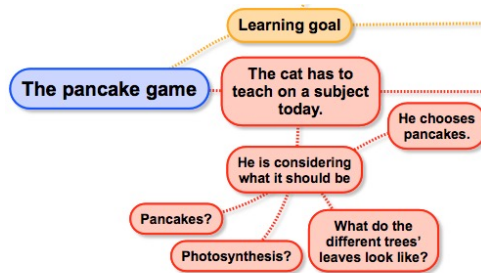 Learning goal
The pancake game
The cat has to
teach on a subject
today.
He chooses
pancakes.
He is considering
what it should be
Pancakes?
Photosynthesis?
What do the
different trees'
leaves look like?